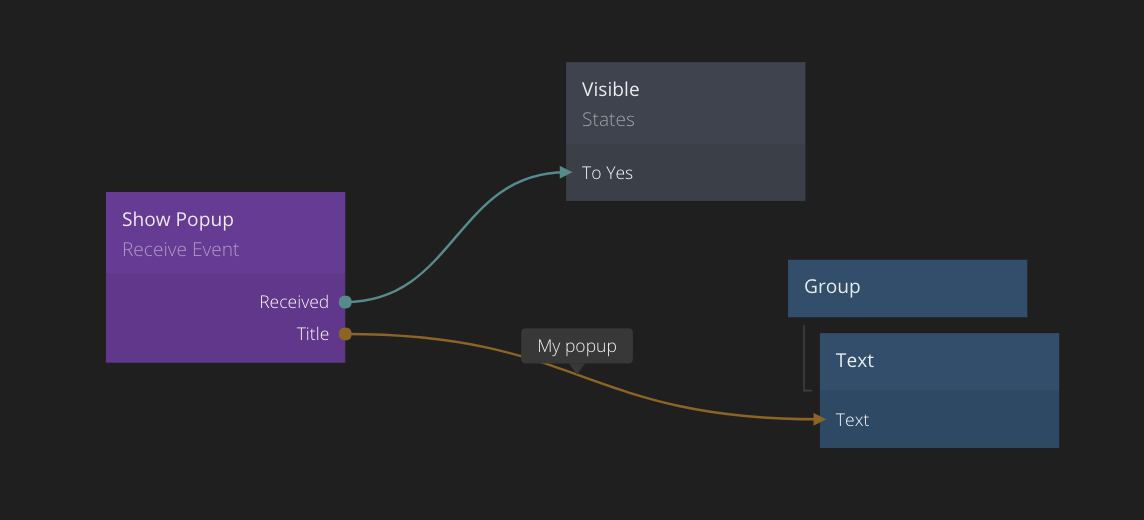 Visible
States
To Yes
Show Popup
Receive Event
Received
Title
My popup
Group
Text
Text